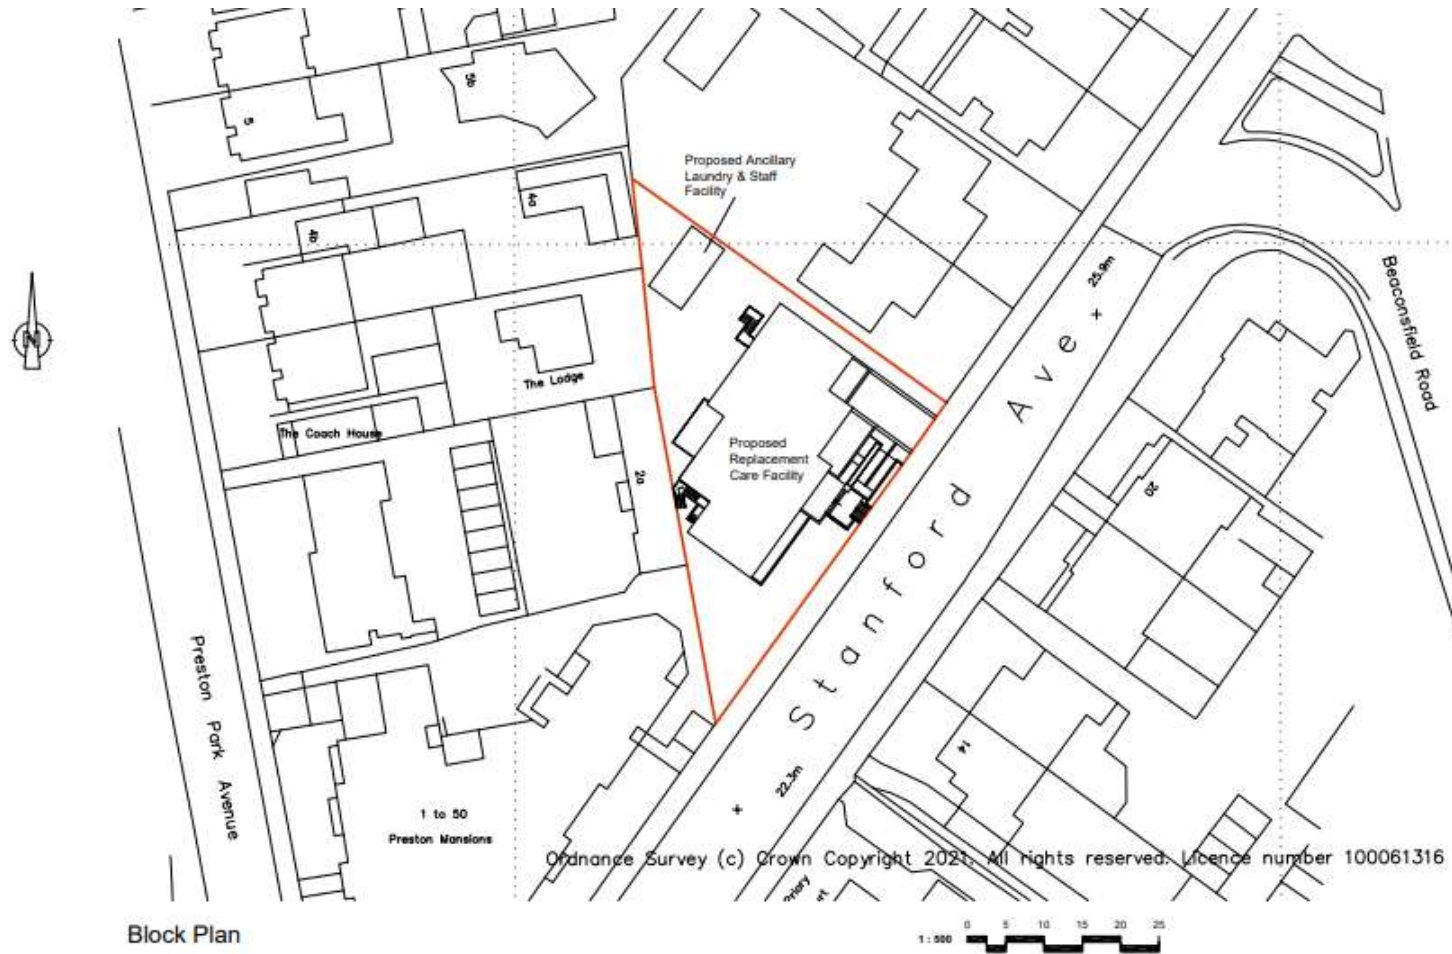 5
5b
Proposed Ancillary
Laundry & Staff
Facility
4a
4b
N
The Lodge
The Coach House
2a
Proposed
Replacement
Care Facility
25.9m
Beaconsfield Road
Stanford Ave
20
14
22.3m
Preston Park Avenue
1 to 50
Preston Mansions
Priory
Ordnance Survey (c) Crown Copyright 2021. All rights reserved. Licence number 100061316
Block Plan
1 : 500
0 5 10 15 20 25